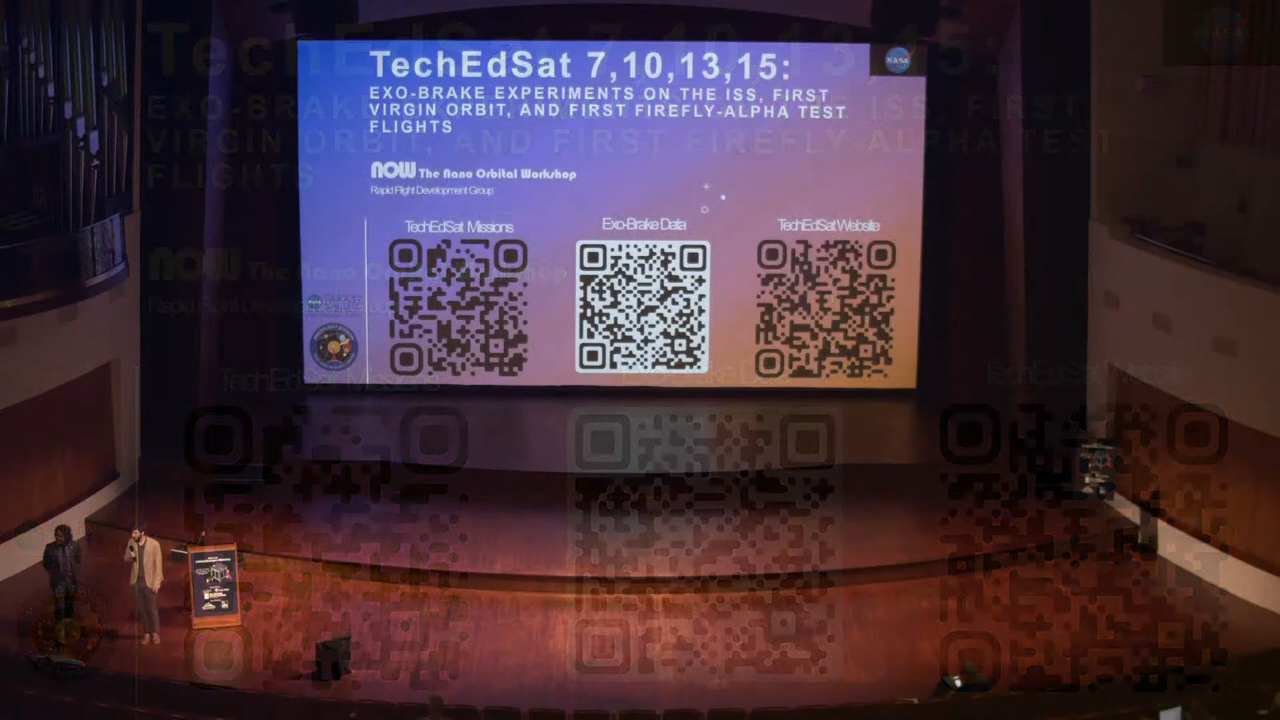 TechEdSat 7,10,13,15:
EXO-BRAKE EXPERIMENTS ON THE ISS, FIRST
VIRGIN ORBIT, AND FIRST FIREFLY-ALPHA TEST
FLIGHTS
NASA
NOW The Nano Orbital Workshop
Rapid Flight Development Group
TechEdSat Missions
Exo-Brake Data
TechEdSat Website